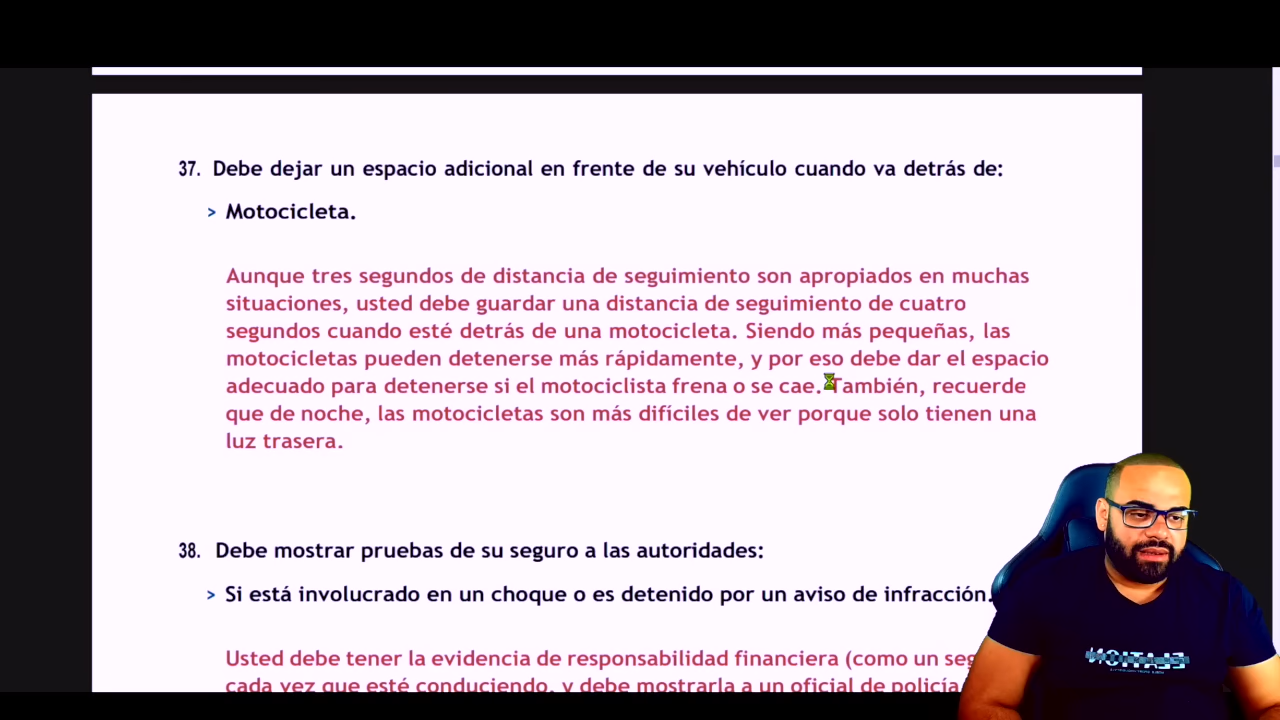 37. Debe dejar un espacio adicional en frente de su vehículo cuando va detrás de:
> Motocicleta.
Aunque tres segundos de distancia de seguimiento son apropiados en muchas
situaciones, usted debe guardar una distancia de seguimiento de cuatro
segundos cuando esté detrás de una motocicleta. Siendo más pequeñas, las
motocicletas pueden detenerse más rápidamente, y por eso debe dar el espacio
adecuado para detenerse si el motociclista frena o se cae. También, recuerde
que de noche, las motocicletas son más difíciles de ver porque solo tienen una
luz trasera.
38. Debe mostrar pruebas de su seguro a las autoridades:
> Si está involucrado en un choque o es detenido por un aviso de infracción.
Usted debe tener la evidencia de responsabilidad financiera (como un
cada vez que esté conduciendo, y debe mostrarla a un oficial de policía